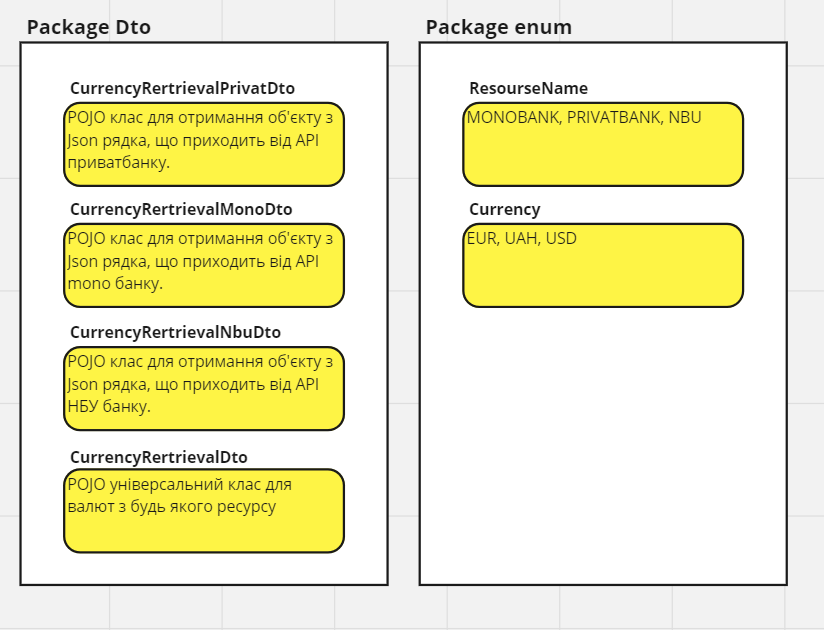 Package Dto
CurrencyRertrievalPrivatDto
POJO клас для отримання об'єкту з
Json рядка, що приходить від API
приватбанку.
CurrencyRertrievalMonoDto
POJO клас для отримання об'єкту з
Json рядка, що приходить від API
mono банку.
CurrencyRertrievalNbuDto
POJO клас для отримання об'єкту з
Json рядка, що приходить від API
НБУ банку.
CurrencyRertrievalDto
POJO універсальний клас для
валют з будь якого ресурсу
Package enum
ResourseName
MONOBANK, PRIVATBANK, NBU
Currency
EUR, UAH, USD